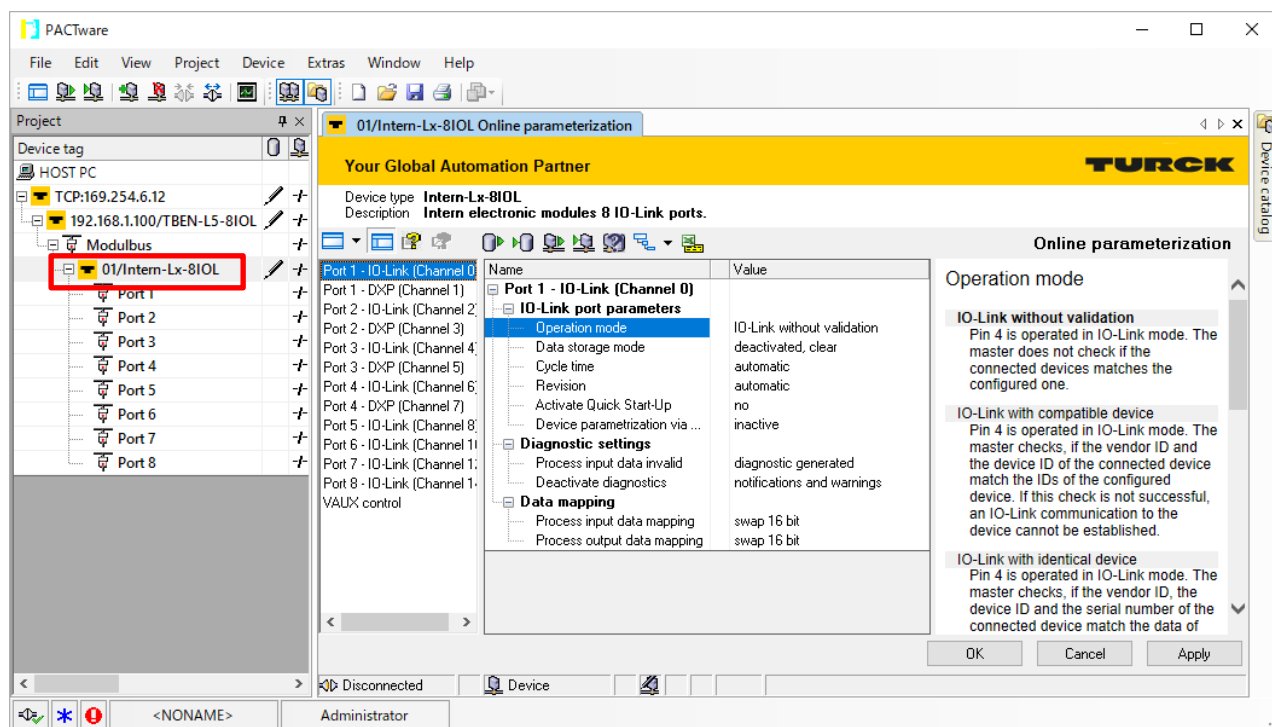 PACTware
File Edit View Project Device Extras Window Help
Project
Device tag
HOST PC
TCP:169.254.6.12
192.168.1.100/TBEN-L5-8IOL
Modulbus
01/Intern-Lx-8IOL
Port 1
Port 2
Port 3
Port 4
Port 5
Port 6
Port 7
Port 8
01/Intern-Lx-8IOL Online parameterization
Your Global Automation Partner
TURCK
Device type Intern-Lx-8IOL
Description Intern electronic modules 8 IO-Link ports.
Online parameterization
Port 1 - IO-Link (Channel 0
Port 1 - DXP (Channel 1)
Port 2 - IO-Link (Channel 2
Port 2 - DXP (Channel 3)
Port 3 - IO-Link (Channel 4
Port 3 - DXP (Channel 5)
Port 4 - IO-Link (Channel 6
Port 4 - DXP (Channel 7)
Port 5 - IO-Link (Channel 8
Port 6 - IO-Link (Channel 1
Port 7 - IO-Link (Channel 1
Port 8 - IO-Link (Channel 1
VAUX control
Name Value
Port 1 - IO-Link (Channel 0)
IO-Link port parameters
Operation mode IO-Link without validation
Data storage mode deactivated, clear
Cycle time automatic
Revision automatic
Activate Quick Start-Up no
Device parametrization via ... inactive
Diagnostic settings
Process input data invalid diagnostic generated
Deactivate diagnostics notifications and warnings
Data mapping
Process input data mapping swap 16 bit
Process output data mapping swap 16 bit
Operation mode
IO-Link without validation
Pin 4 is operated in IO-Link mode. The
master does not check if the
connected devices matches the
configured one.
IO-Link with compatible device
Pin 4 is operated in IO-Link mode. The
master checks, if the vendor ID and
the device ID of the connected device
match the IDs of the configured
device. If this check is not successful,
an IO-Link communication to the
device cannot be established.
IO-Link with identical device
Pin 4 is operated in IO-Link mode. The
master checks, if the vendor ID, the
device ID and the serial number of the
connected device match the data of
OK Cancel Apply
Disconnected Device
<NONAME> Administrator
Device catalog